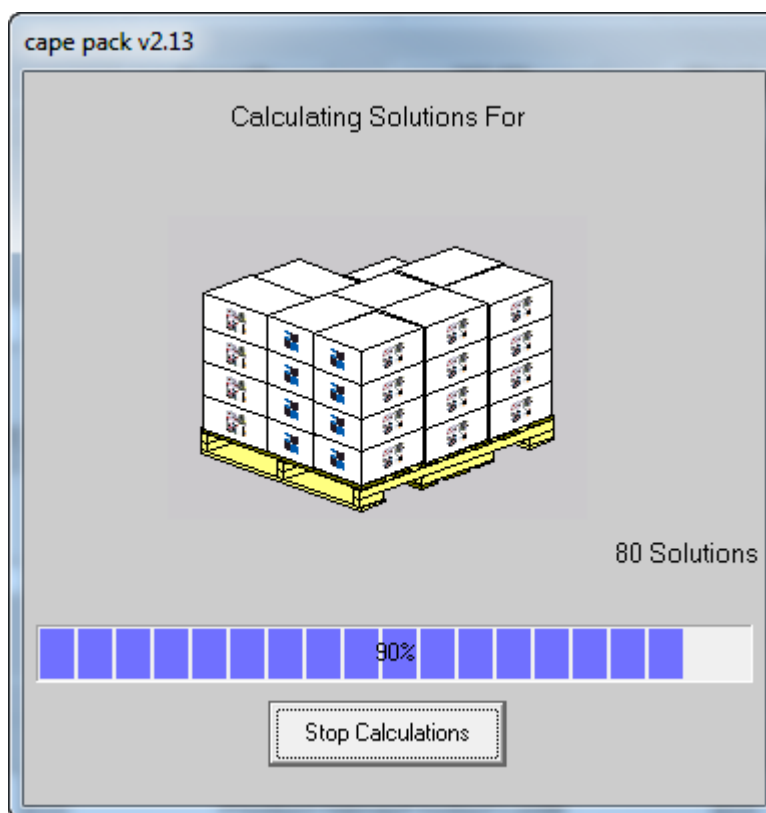 cape pack v2.13
Calculating Solutions For
80 Solutions
90%
Stop Calculations